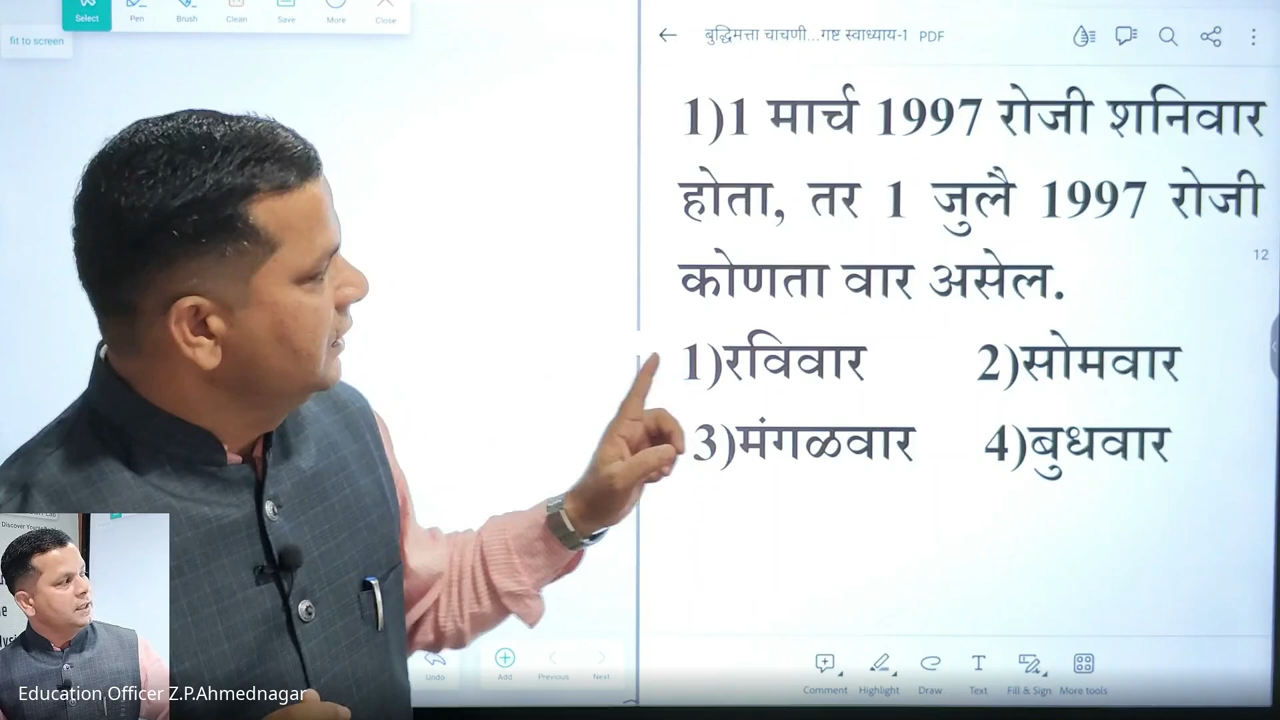 Select Pen Brush Clean Save More Close
fit to screen
बुद्धिमत्ता चाचणी...गष्ट स्वाध्याय-1 PDF
1)1 मार्च 1997 रोजी शनिवार
होता, तर 1 जुलै 1997 रोजी
कोणता वार असेल.
12
1)रविवार 2)सोमवार
3)मंगळवार 4)बुधवार
Undo Add Previous Next
Comment Highlight Draw Text Fill & Sign More tools
Education Officer Z.P.Ahmednagar